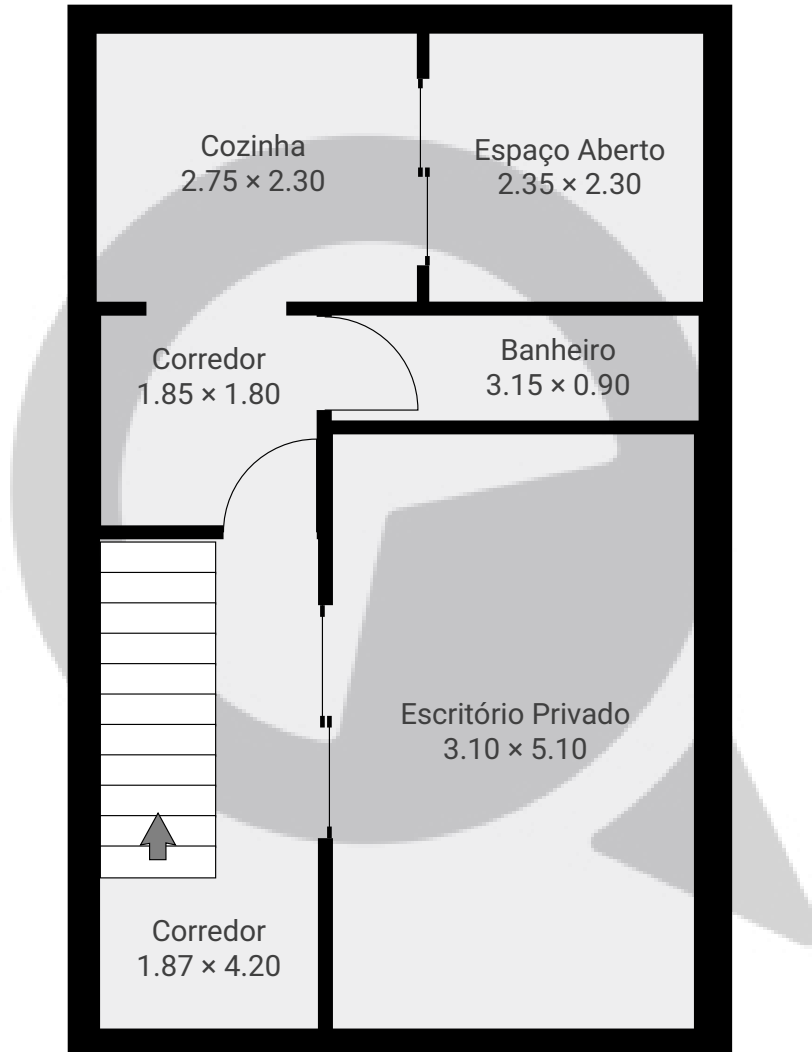 Cozinha
2.75 × 2.30
Espaço Aberto
2.35 × 2.30
Corredor
1.85 × 1.80
Banheiro
3.15 × 0.90
Escritório Privado
3.10 × 5.10
Corredor
1.87 × 4.20